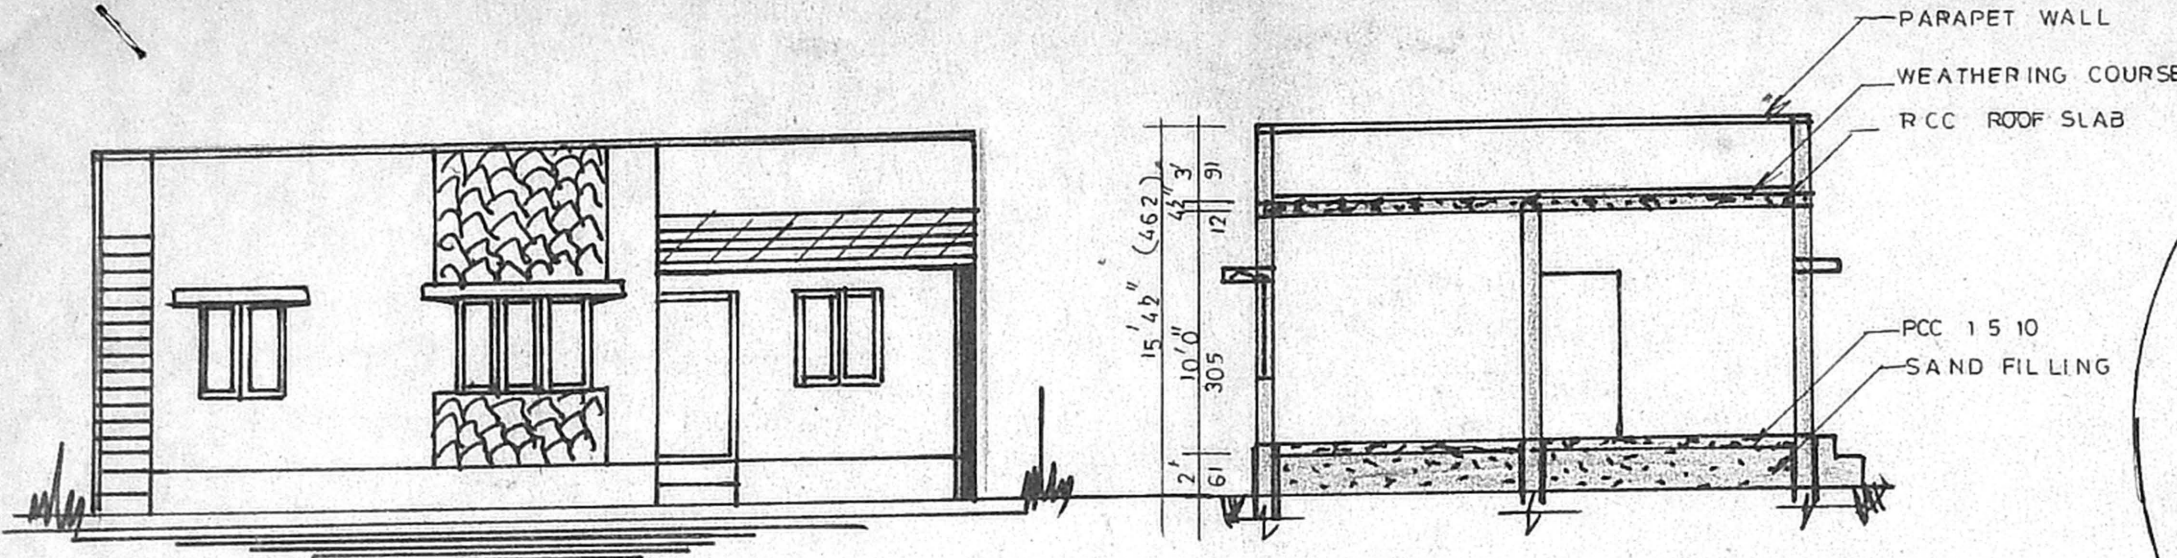 PARAPET WALL
WEATHERING COURSE
RCC ROOF SLAB
PCC 1 5 10
SAND FILLING
15' 4½" (462)
3'
91
4½"
12
10'0"
305
2'
61